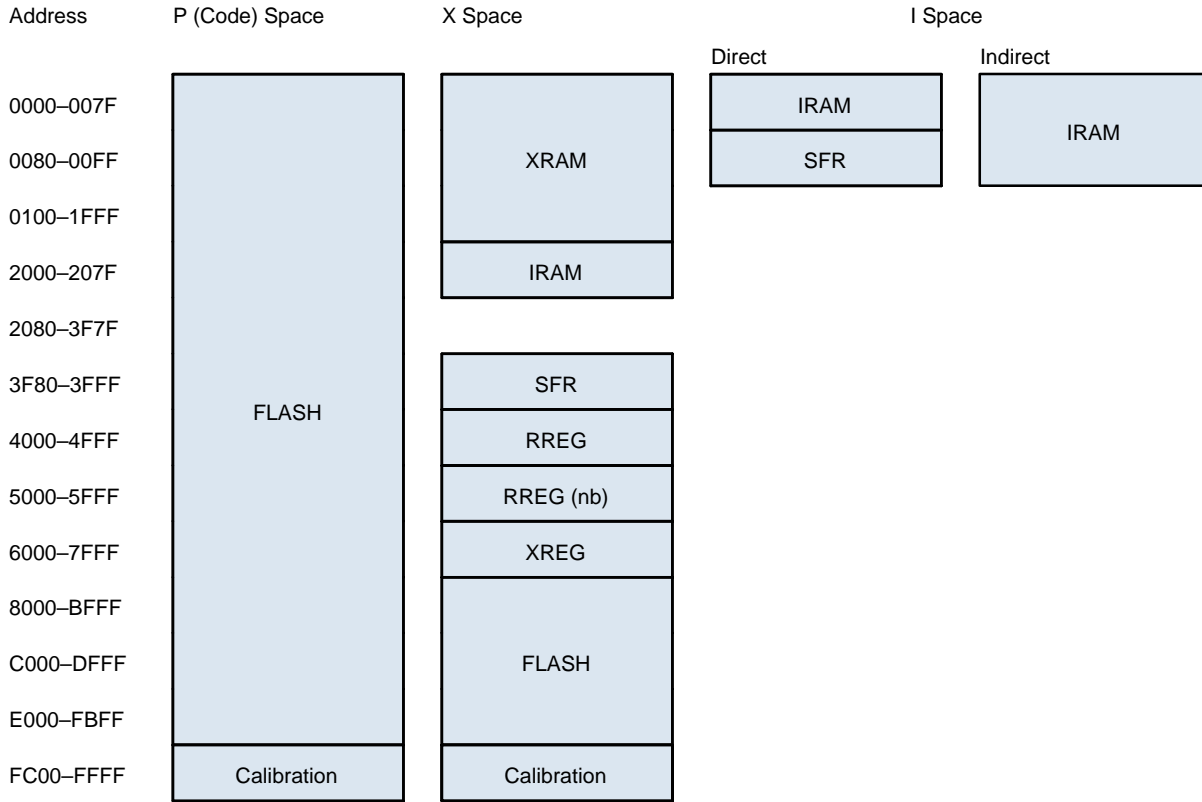 Address P (Code) Space X Space I Space
Direct Indirect
0000–007F IRAM
IRAM
0080–00FF XRAM SFR
0100–1FFF
2000–207F IRAM
2080–3F7F
3F80–3FFF SFR
FLASH
4000–4FFF RREG
5000–5FFF RREG (nb)
6000–7FFF XREG
8000–BFFF
C000–DFFF FLASH
E000–FBFF
FC00–FFFF Calibration Calibration